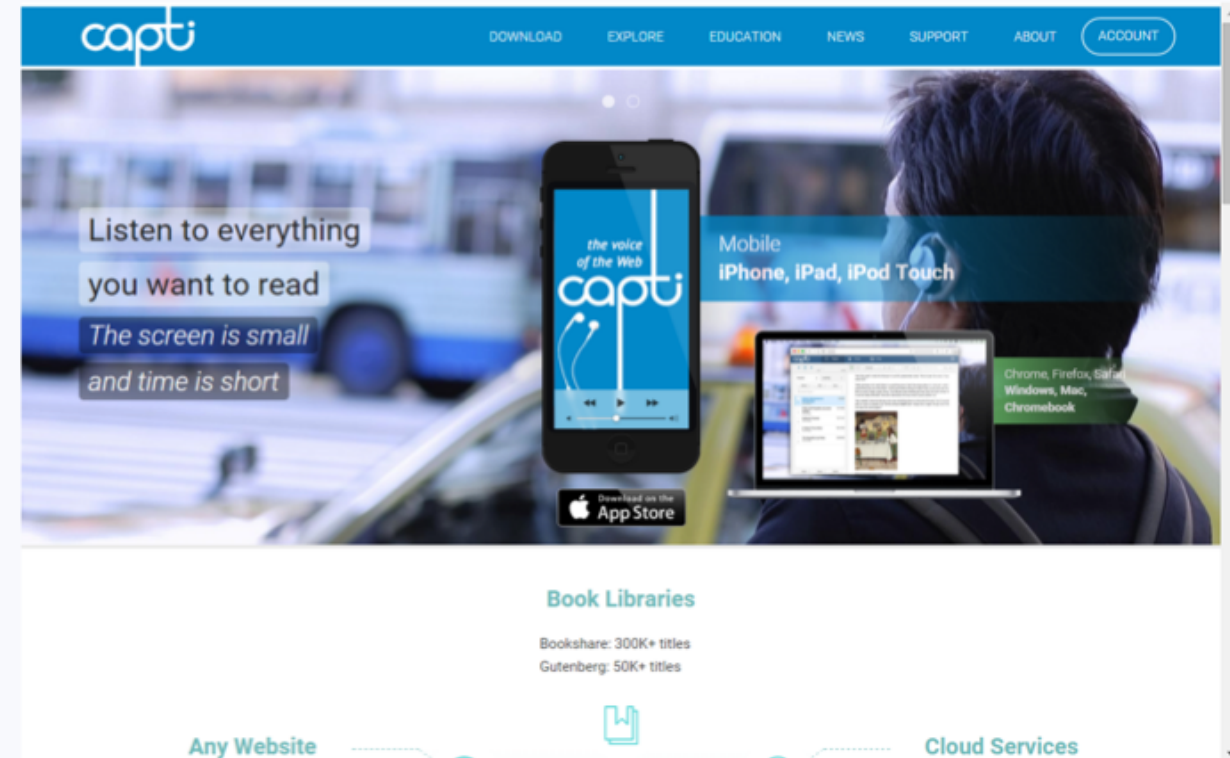 capti
DOWNLOAD
EXPLORE
EDUCATION
NEWS
SUPPORT
ABOUT
ACCOUNT
Listen to everything
you want to read
The screen is small
and time is short
the voice
of the Web
capti
Download on the
App Store
Mobile
iPhone, iPad, iPod Touch
Chrome, Firefox, Safari
Windows, Mac,
Chromebook
Book Libraries
Bookshare: 300K+ titles
Gutenberg: 50K+ titles
Any Website
Cloud Services